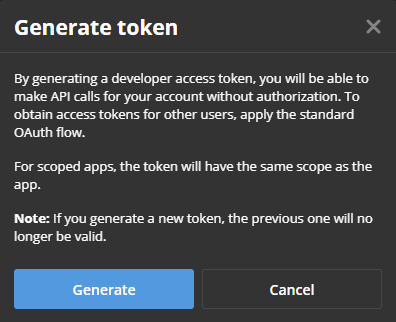 Generate token
By generating a developer access token, you will be able to
make API calls for your account without authorization. To
obtain access tokens for other users, apply the standard
OAuth flow.
For scoped apps, the token will have the same scope as the
app.
Note: If you generate a new token, the previous one will no
longer be valid.
Generate
Cancel